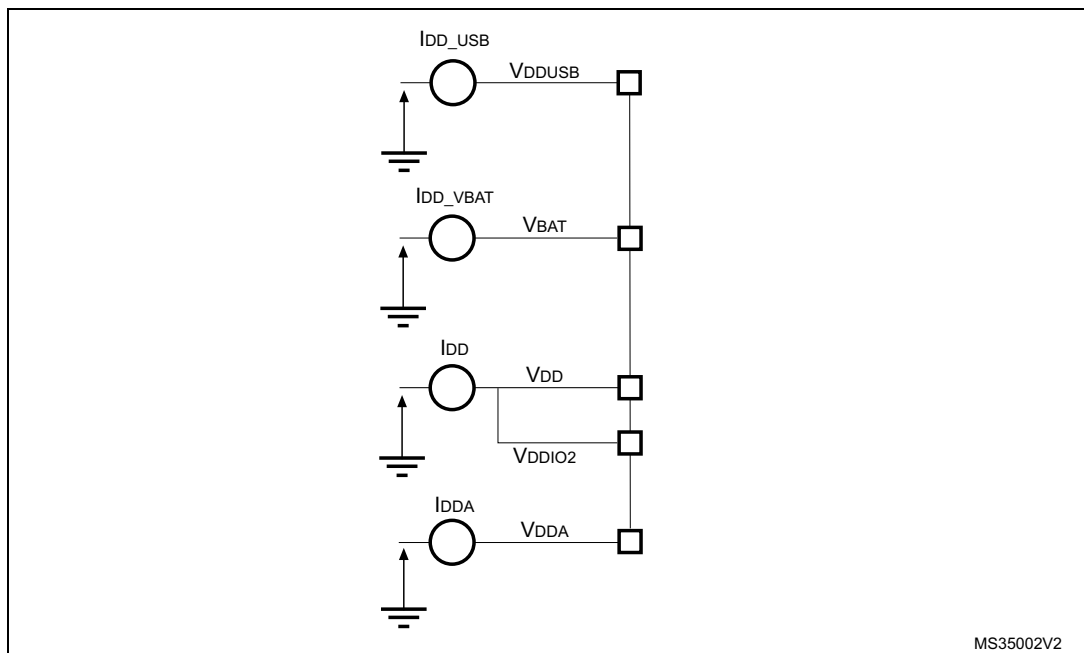 IDD_USB
VDDUSB
IDD_VBAT
VBAT
IDD
VDD
VDDIO2
IDDA
VDDA
MS35002V2